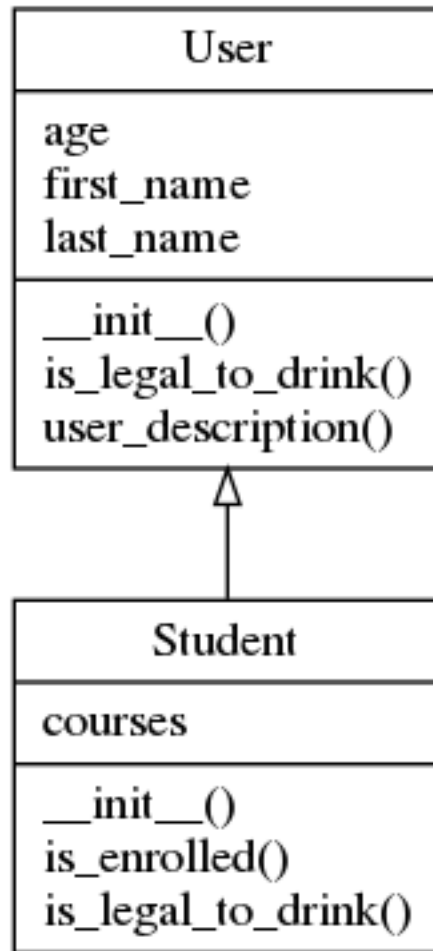 User
age
first_name
last_name
__init__()
is_legal_to_drink()
user_description()
Student
courses
__init__()
is_enrolled()
is_legal_to_drink()